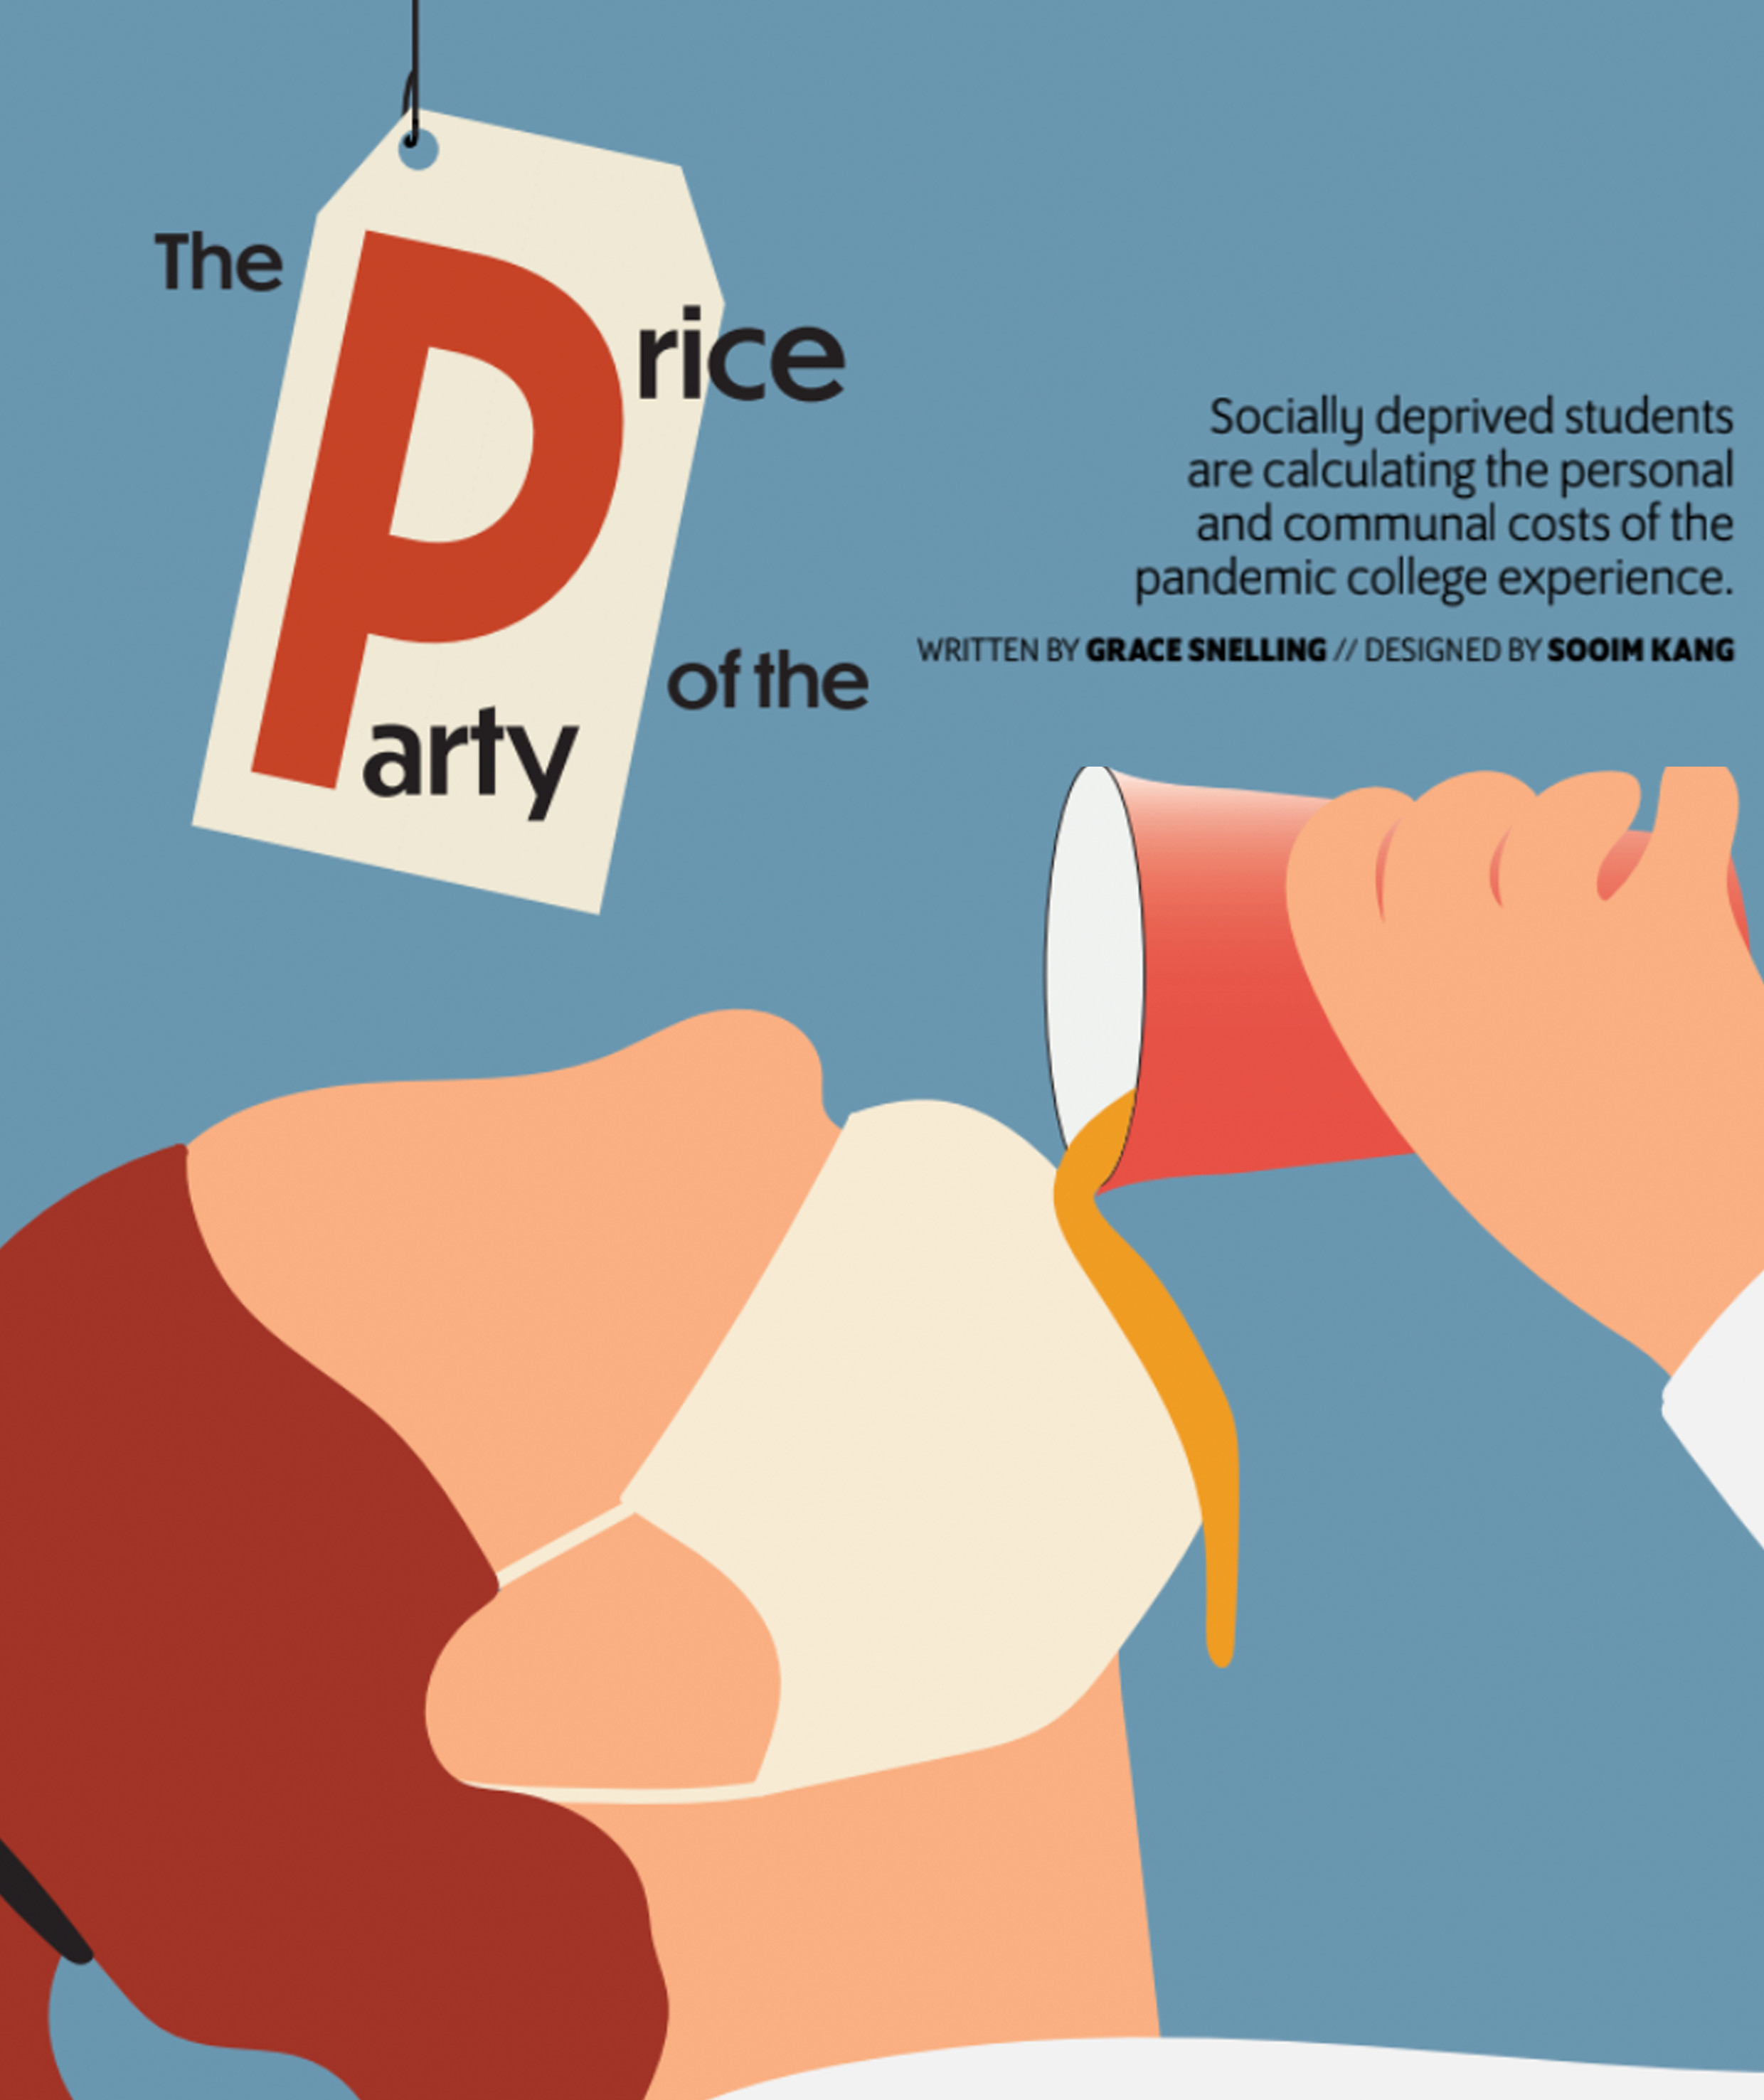 The
Price
of the
Party
Socially deprived students
are calculating the personal
and communal costs of the
pandemic college experience.
WRITTEN BY GRACE SNELLING // DESIGNED BY SOOIM KANG